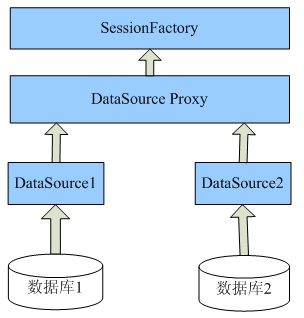 SessionFactory
DataSource Proxy
DataSource1
DataSource2
数据库1
数据库2